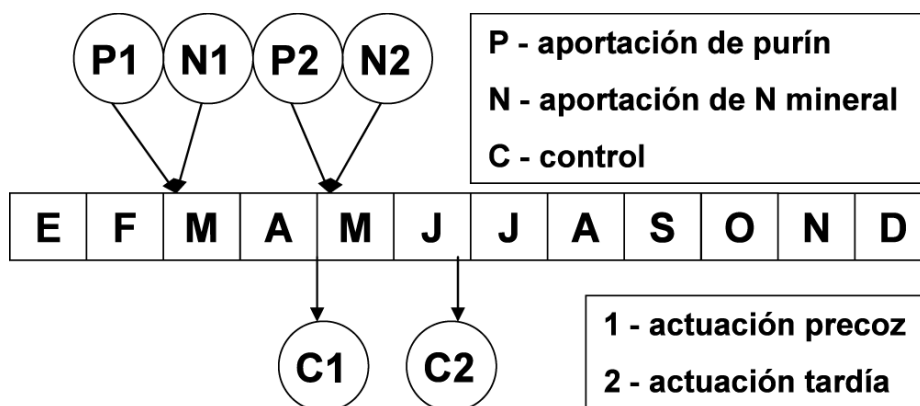 P1 N1 P2 N2
P - aportación de purín
N - aportación de N mineral
C - control
E F M A M J J A S O N D
C1 C2
1 - actuación precoz
2 - actuación tardía